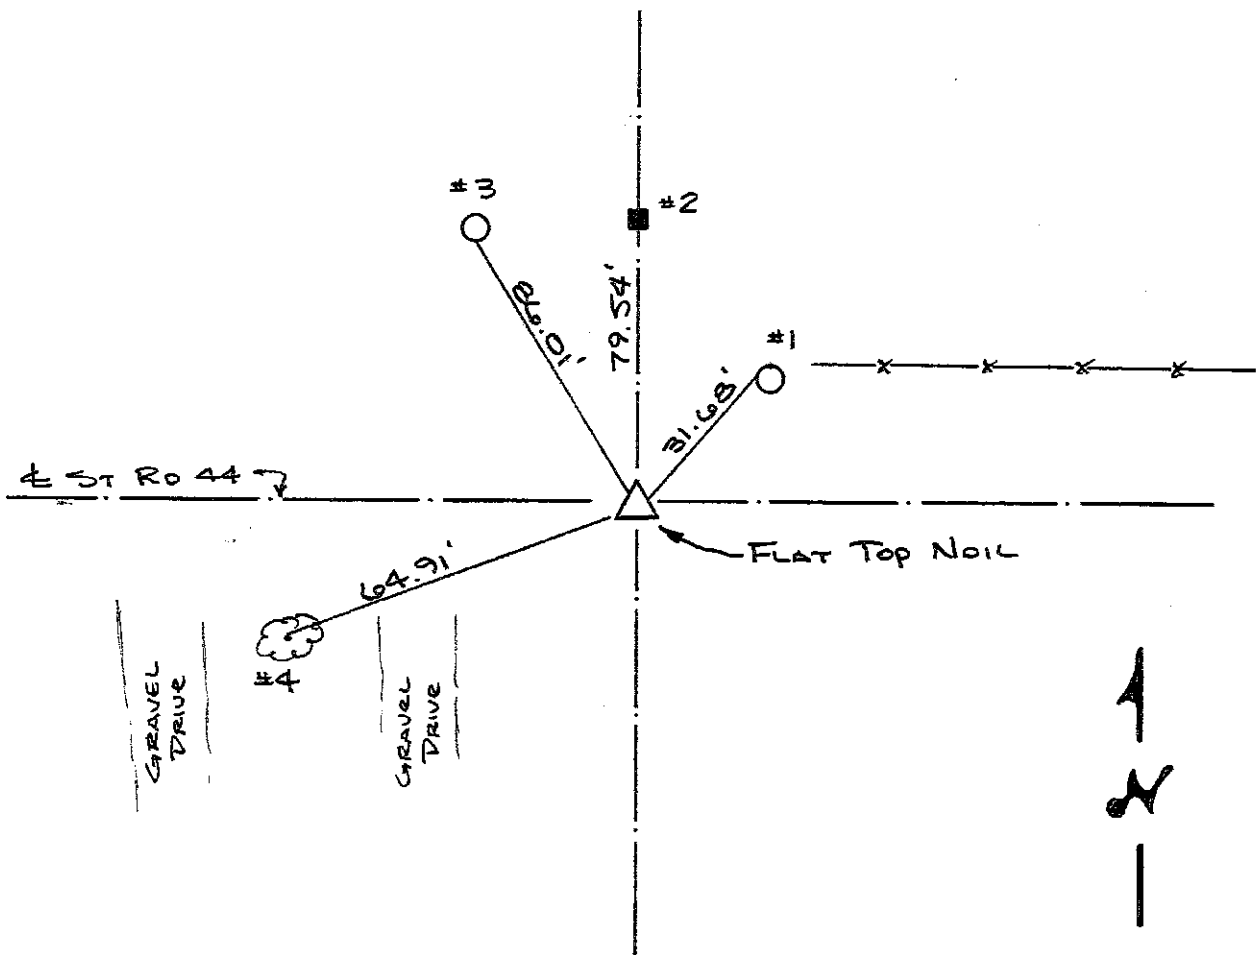 #3
#2
86.01'
79.54'
#1
31.68'
℄ ST RD 44
FLAT TOP NAIL
64.91'
#4
GRAVEL
DRIVE
GRAVEL
DRIVE
N